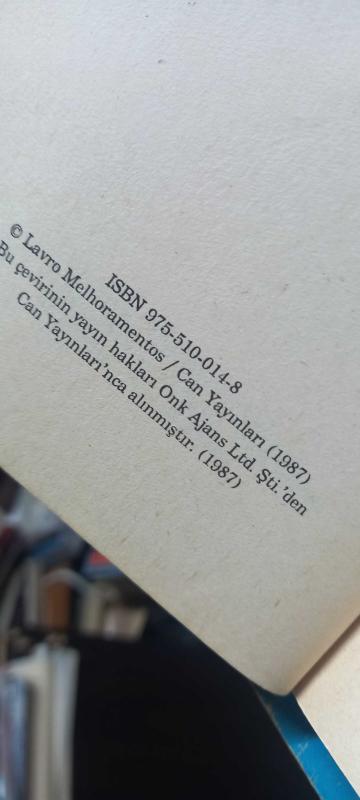 ISBN 975-510-014-8
© Lavro Melhoramentos / Can Yayınları (1987)
Bu çevirinin yayın hakları Onk Ajans Ltd. Şti.'den
Can Yayınları'nca alınmıştır. (1987)